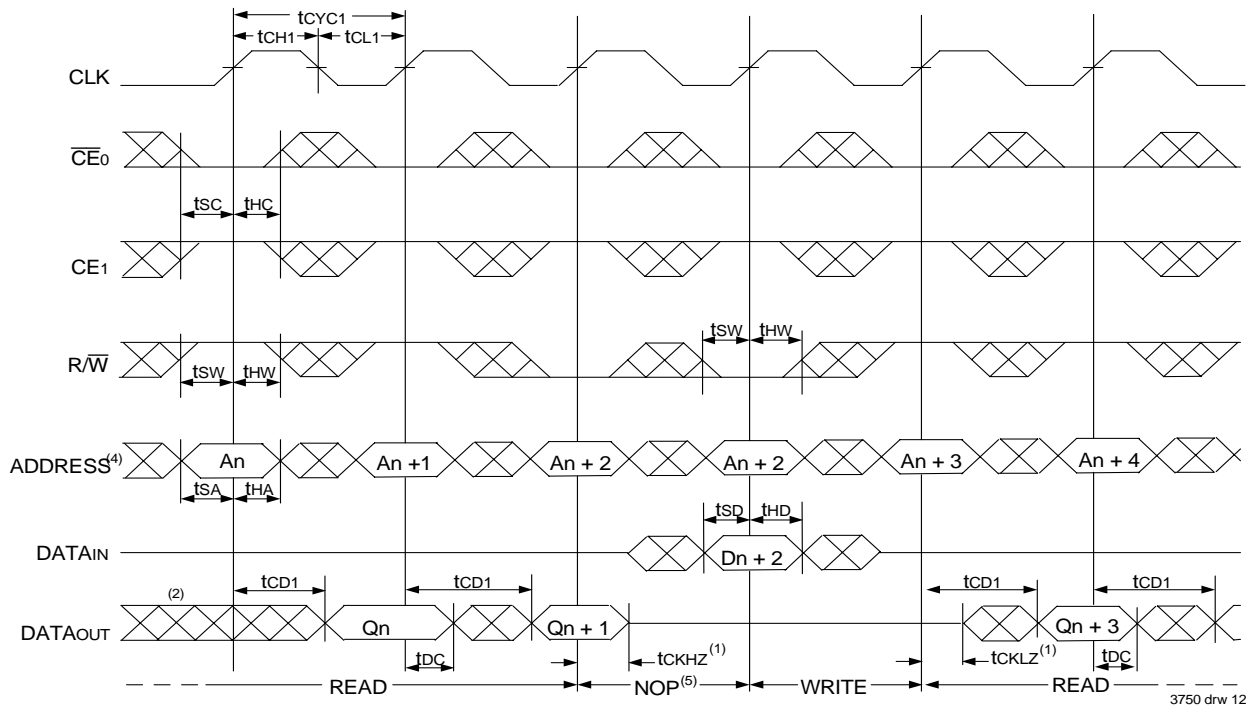 tCYC1
tCH1 tCL1
CLK
CE0
tSC tHC
CE1
tSW tHW
R/W
tSW tHW
ADDRESS(4) An An +1 An + 2 An + 2 An + 3 An + 4
tSA tHA
tSD tHD
DATAIN Dn + 2
(2) tCD1 tCD1 tCD1 tCD1
DATAOUT Qn Qn + 1 Qn + 3
tDC tCKHZ(1) tCKLZ(1) tDC
READ NOP(5) WRITE READ
3750 drw 12